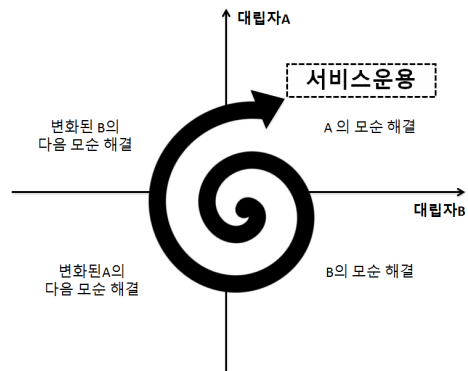 대립자A
서비스운용
변화된 B의
다음 모순 해결
A 의 모순 해결
대립자B
변화된A의
다음 모순 해결
B의 모순 해결